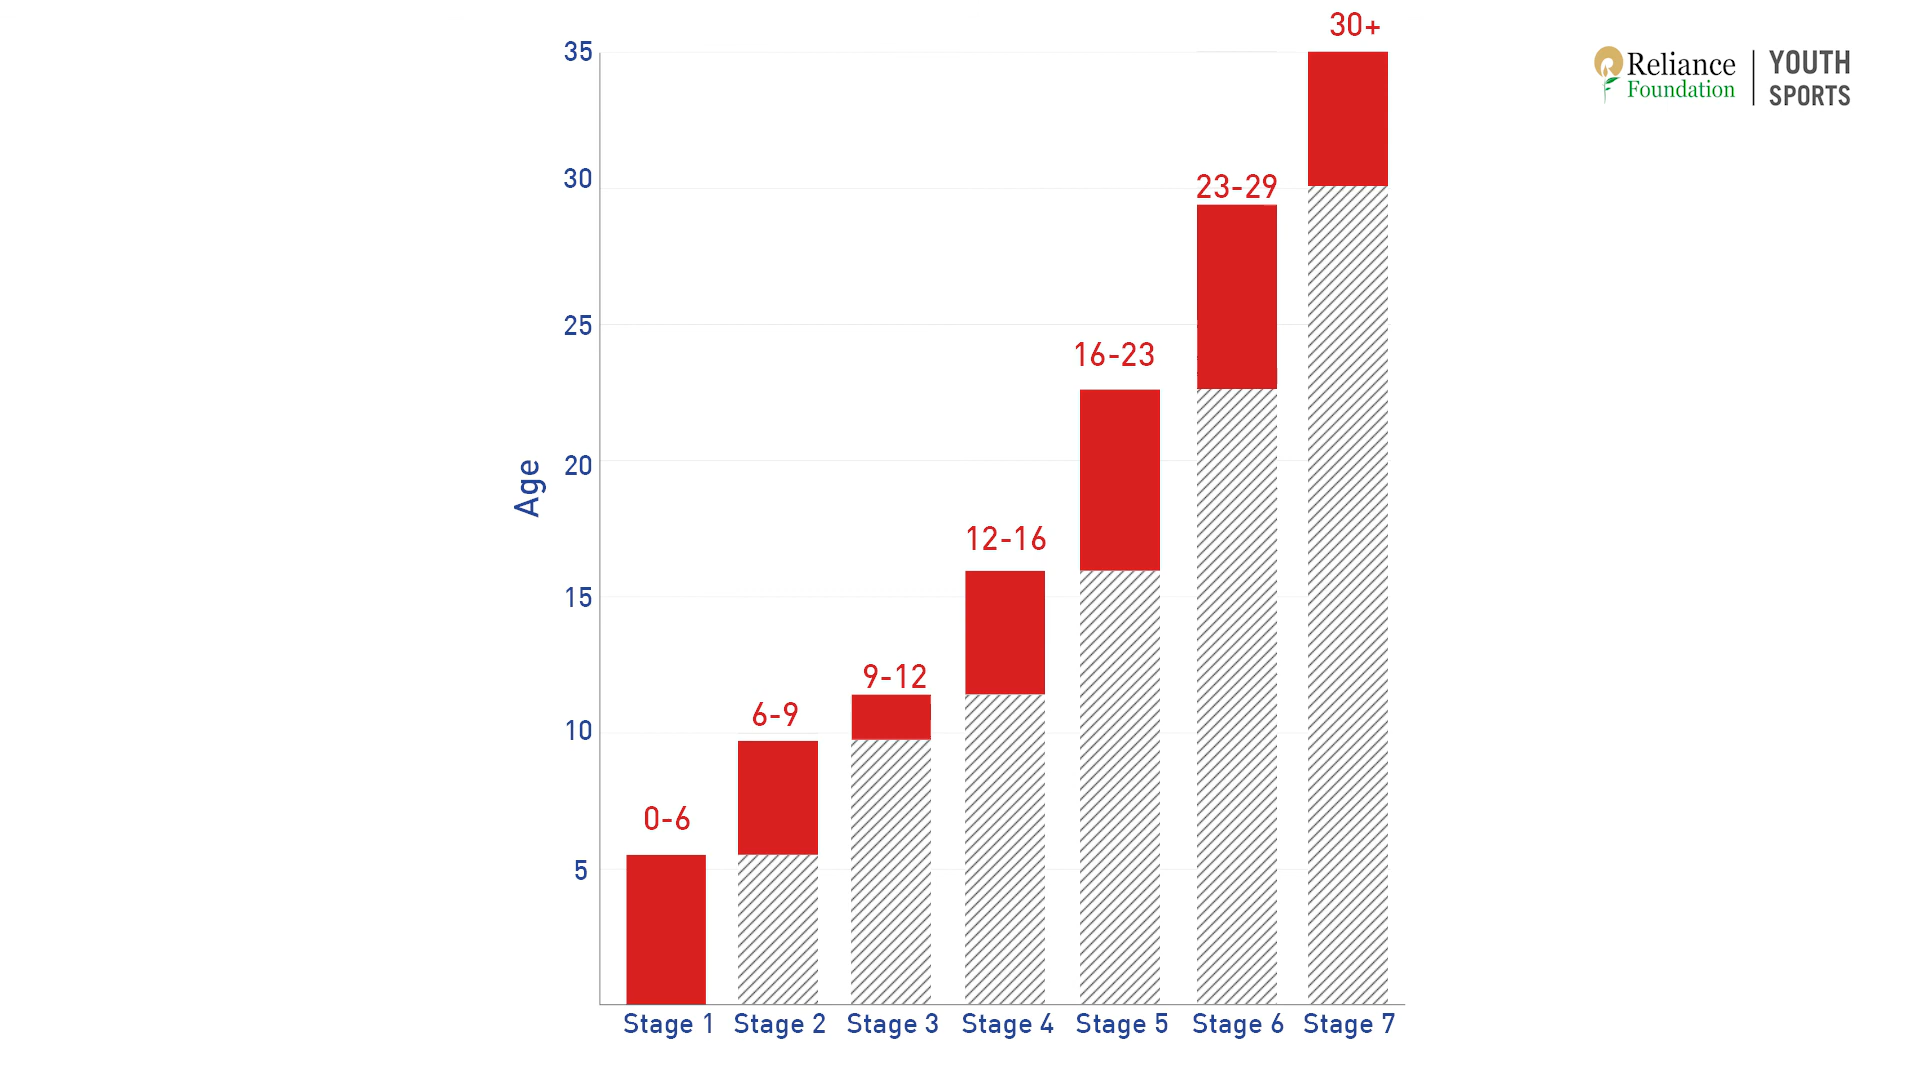 Reliance
Foundation
YOUTH
SPORTS
Age
35
30
25
20
15
10
5
0-6
6-9
9-12
12-16
16-23
23-29
30+
Stage 1 Stage 2 Stage 3 Stage 4 Stage 5 Stage 6 Stage 7